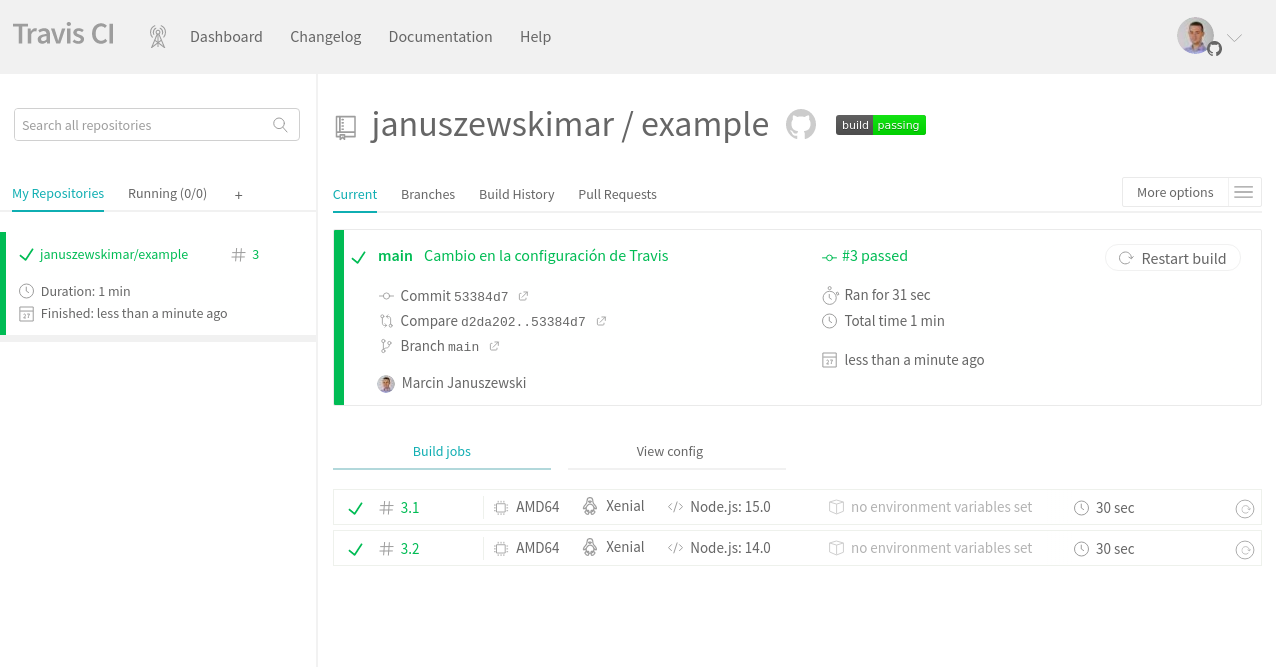 Travis CI Dashboard Changelog Documentation Help
Search all repositories
My Repositories Running (0/0) +
januszewskimar/example # 3
Duration: 1 min
Finished: less than a minute ago
januszewskimar / example build passing
Current Branches Build History Pull Requests More options
main Cambio en la configuración de Travis #3 passed Restart build
Commit 53384d7 Ran for 31 sec
Compare d2da202..53384d7 Total time 1 min
Branch main
less than a minute ago
Marcin Januszewski
Build jobs View config
# 3.1 AMD64 Xenial </> Node.js: 15.0 no environment variables set 30 sec
# 3.2 AMD64 Xenial </> Node.js: 14.0 no environment variables set 30 sec